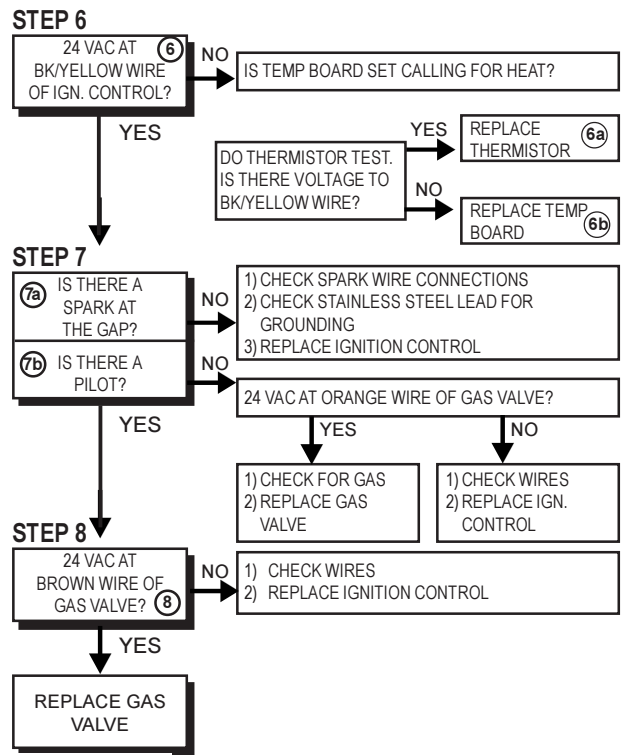 STEP 6
24 VAC AT 6
BK/YELLOW WIRE
OF IGN. CONTROL?
NO
IS TEMP BOARD SET CALLING FOR HEAT?
YES
DO THERMISTOR TEST.
IS THERE VOLTAGE TO
BK/YELLOW WIRE?
YES
REPLACE
THERMISTOR 6a
NO
REPLACE TEMP
BOARD 6b
STEP 7
7a IS THERE A
SPARK AT
THE GAP?
NO
1) CHECK SPARK WIRE CONNECTIONS
2) CHECK STAINLESS STEEL LEAD FOR
GROUNDING
3) REPLACE IGNITION CONTROL
7b IS THERE A
PILOT?
NO
24 VAC AT ORANGE WIRE OF GAS VALVE?
YES
YES
NO
1) CHECK FOR GAS
2) REPLACE GAS
VALVE
1) CHECK WIRES
2) REPLACE IGN.
CONTROL
STEP 8
24 VAC AT
BROWN WIRE OF
GAS VALVE? 8
NO
1) CHECK WIRES
2) REPLACE IGNITION CONTROL
YES
REPLACE GAS
VALVE